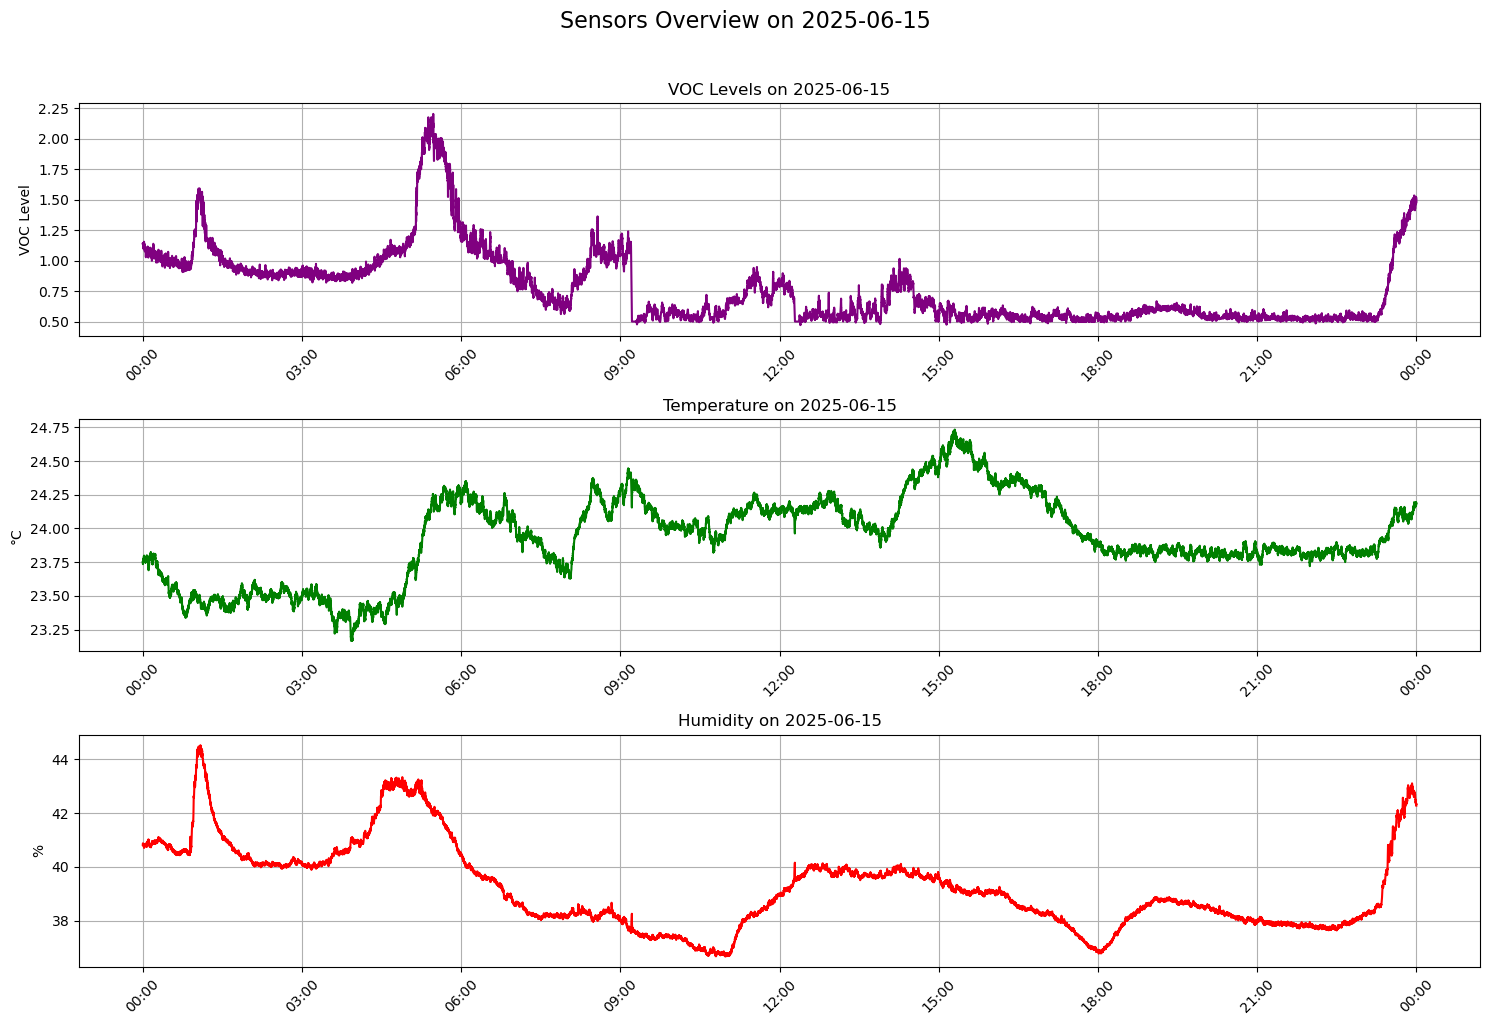 Sensors Overview on 2025-06-15
VOC Levels on 2025-06-15
VOC Level
2.25
2.00
1.75
1.50
1.25
1.00
0.75
0.50
00:00 03:00 06:00 09:00 12:00 15:00 18:00 21:00 00:00
Temperature on 2025-06-15
°C
24.75
24.50
24.25
24.00
23.75
23.50
23.25
00:00 03:00 06:00 09:00 12:00 15:00 18:00 21:00 00:00
Humidity on 2025-06-15
%
44
42
40
38
00:00 03:00 06:00 09:00 12:00 15:00 18:00 21:00 00:00